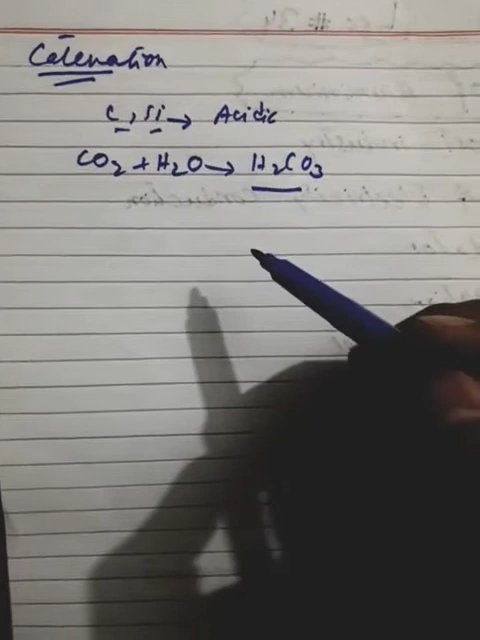 Catenation
C, Si → Acidic
CO₂ + H₂O → H₂CO₃